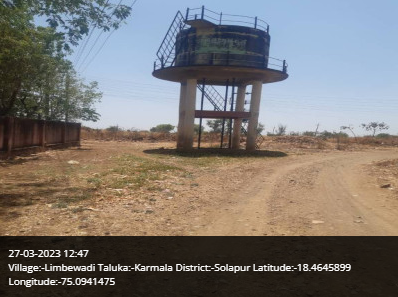 27-03-2023 12:47
Village:-Limbewadi Taluka:-Karmala District:-Solapur Latitude:-18.4645899
Longitude:-75.0941475